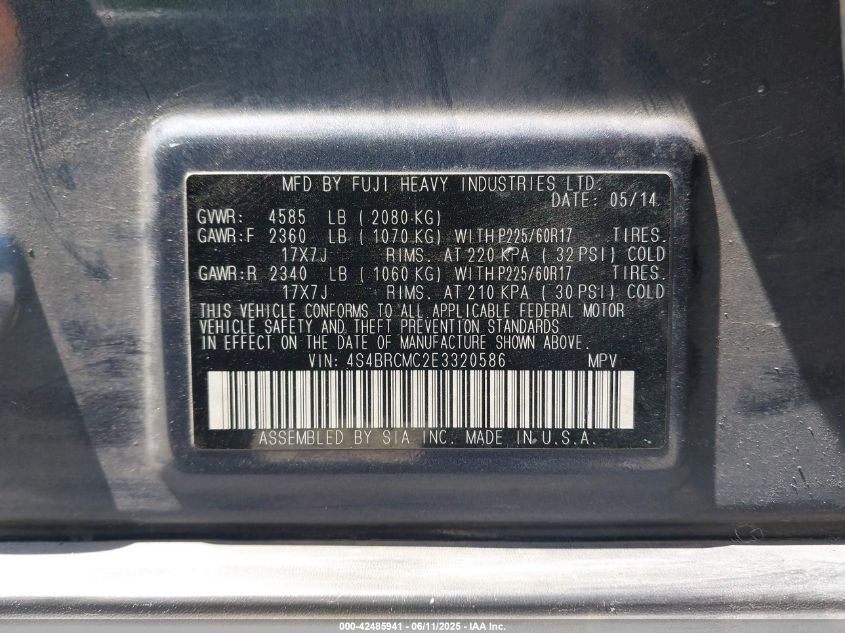 MFD BY FUJI HEAVY INDUSTRIES LTD.
DATE: 05/14
GVWR: 4585 LB ( 2080 KG)
GAWR:F 2360 LB ( 1070 KG) WITH P225/60R17 TIRES.
17X7J RIMS. AT 220 KPA ( 32 PSI) COLD
GAWR:R 2340 LB ( 1060 KG) WITH P225/60R17 TIRES.
17X7J RIMS. AT 210 KPA ( 30 PSI) COLD
THIS VEHICLE CONFORMS TO ALL APPLICABLE FEDERAL MOTOR
VEHICLE SAFETY AND THEFT PREVENTION STANDARDS
IN EFFECT ON THE DATE OF MANUFACTURE SHOWN ABOVE.
VIN: 4S4BRCMC2E3320586 MPV
ASSEMBLED BY SIA INC. MADE IN U.S.A.
000-42485941 - 06/11/2025 - IAA Inc.